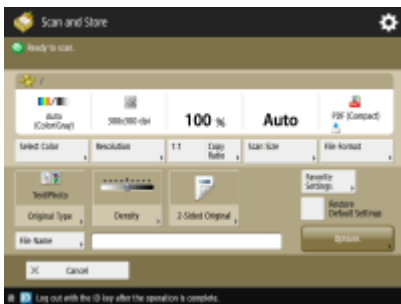 Scan and Store
Ready to scan.
/
Auto
(Color/Gray)
300x300 dpi
100 %
Auto
PDF (Compact)
Select Color
Resolution
1:1
Copy
Ratio
Scan Size
File Format
Text/Photo
Original Type
Density
2-Sided Original
Favorite
Settings
Restore
Default Settings
File Name
Options
Cancel
ID
Log out with the ID key after the operation is complete.